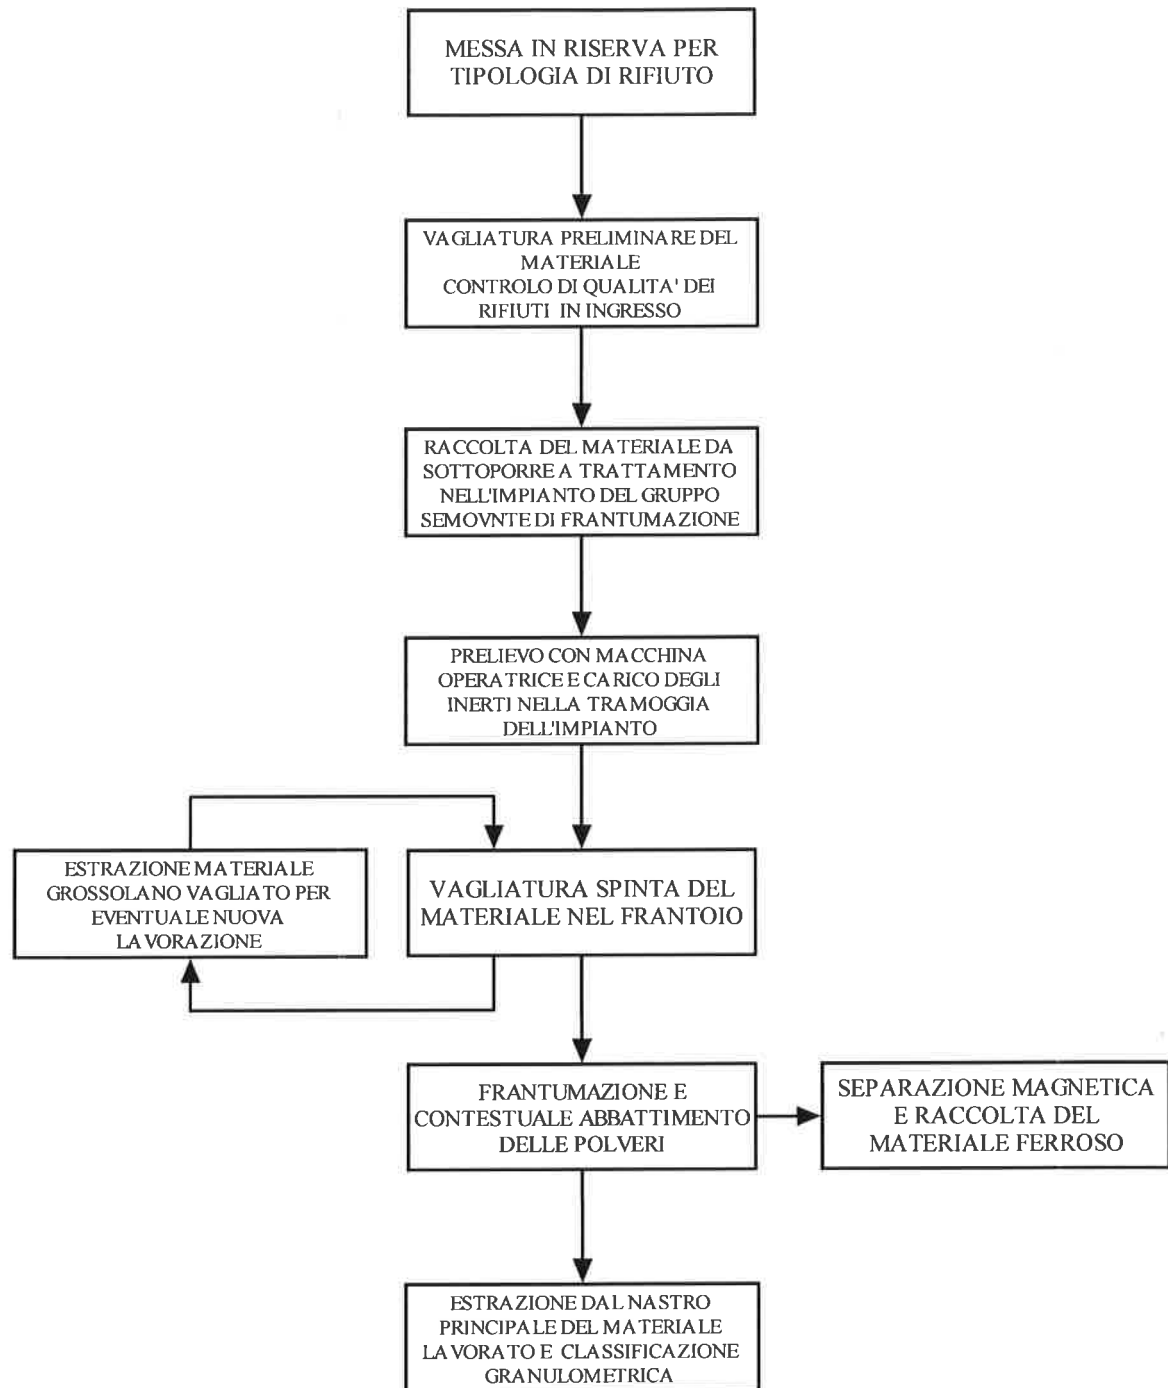 MESSA IN RISERVA PER
TIPOLOGIA DI RIFIUTO
VAGLIATURA PRELIMINARE DEL
MATERIALE
CONTROLO DI QUALITA' DEI
RIFIUTI IN INGRESSO
RACCOLTA DEL MATERIALE DA
SOTTOPORRE A TRATTAMENTO
NELL'IMPIANTO DEL GRUPPO
SEMOVNTE DI FRANTUMAZIONE
PRELIEVO CON MACCHINA
OPERATRICE E CARICO DEGLI
INERTI NELLA TRAMOGGIA
DELL'IMPIANTO
ESTRAZIONE MATERIALE
GROSSOLANO VAGLIATO PER
EVENTUALE NUOVA
LAVORAZIONE
VAGLIATURA SPINTA DEL
MATERIALE NEL FRANTOIO
FRANTUMAZIONE E
CONTESTUALE ABBATTIMENTO
DELLE POLVERI
SEPARAZIONE MAGNETICA
E RACCOLTA DEL
MATERIALE FERROSO
ESTRAZIONE DAL NASTRO
PRINCIPALE DEL MATERIALE
LAVORATO E CLASSIFICAZIONE
GRANULOMETRICA